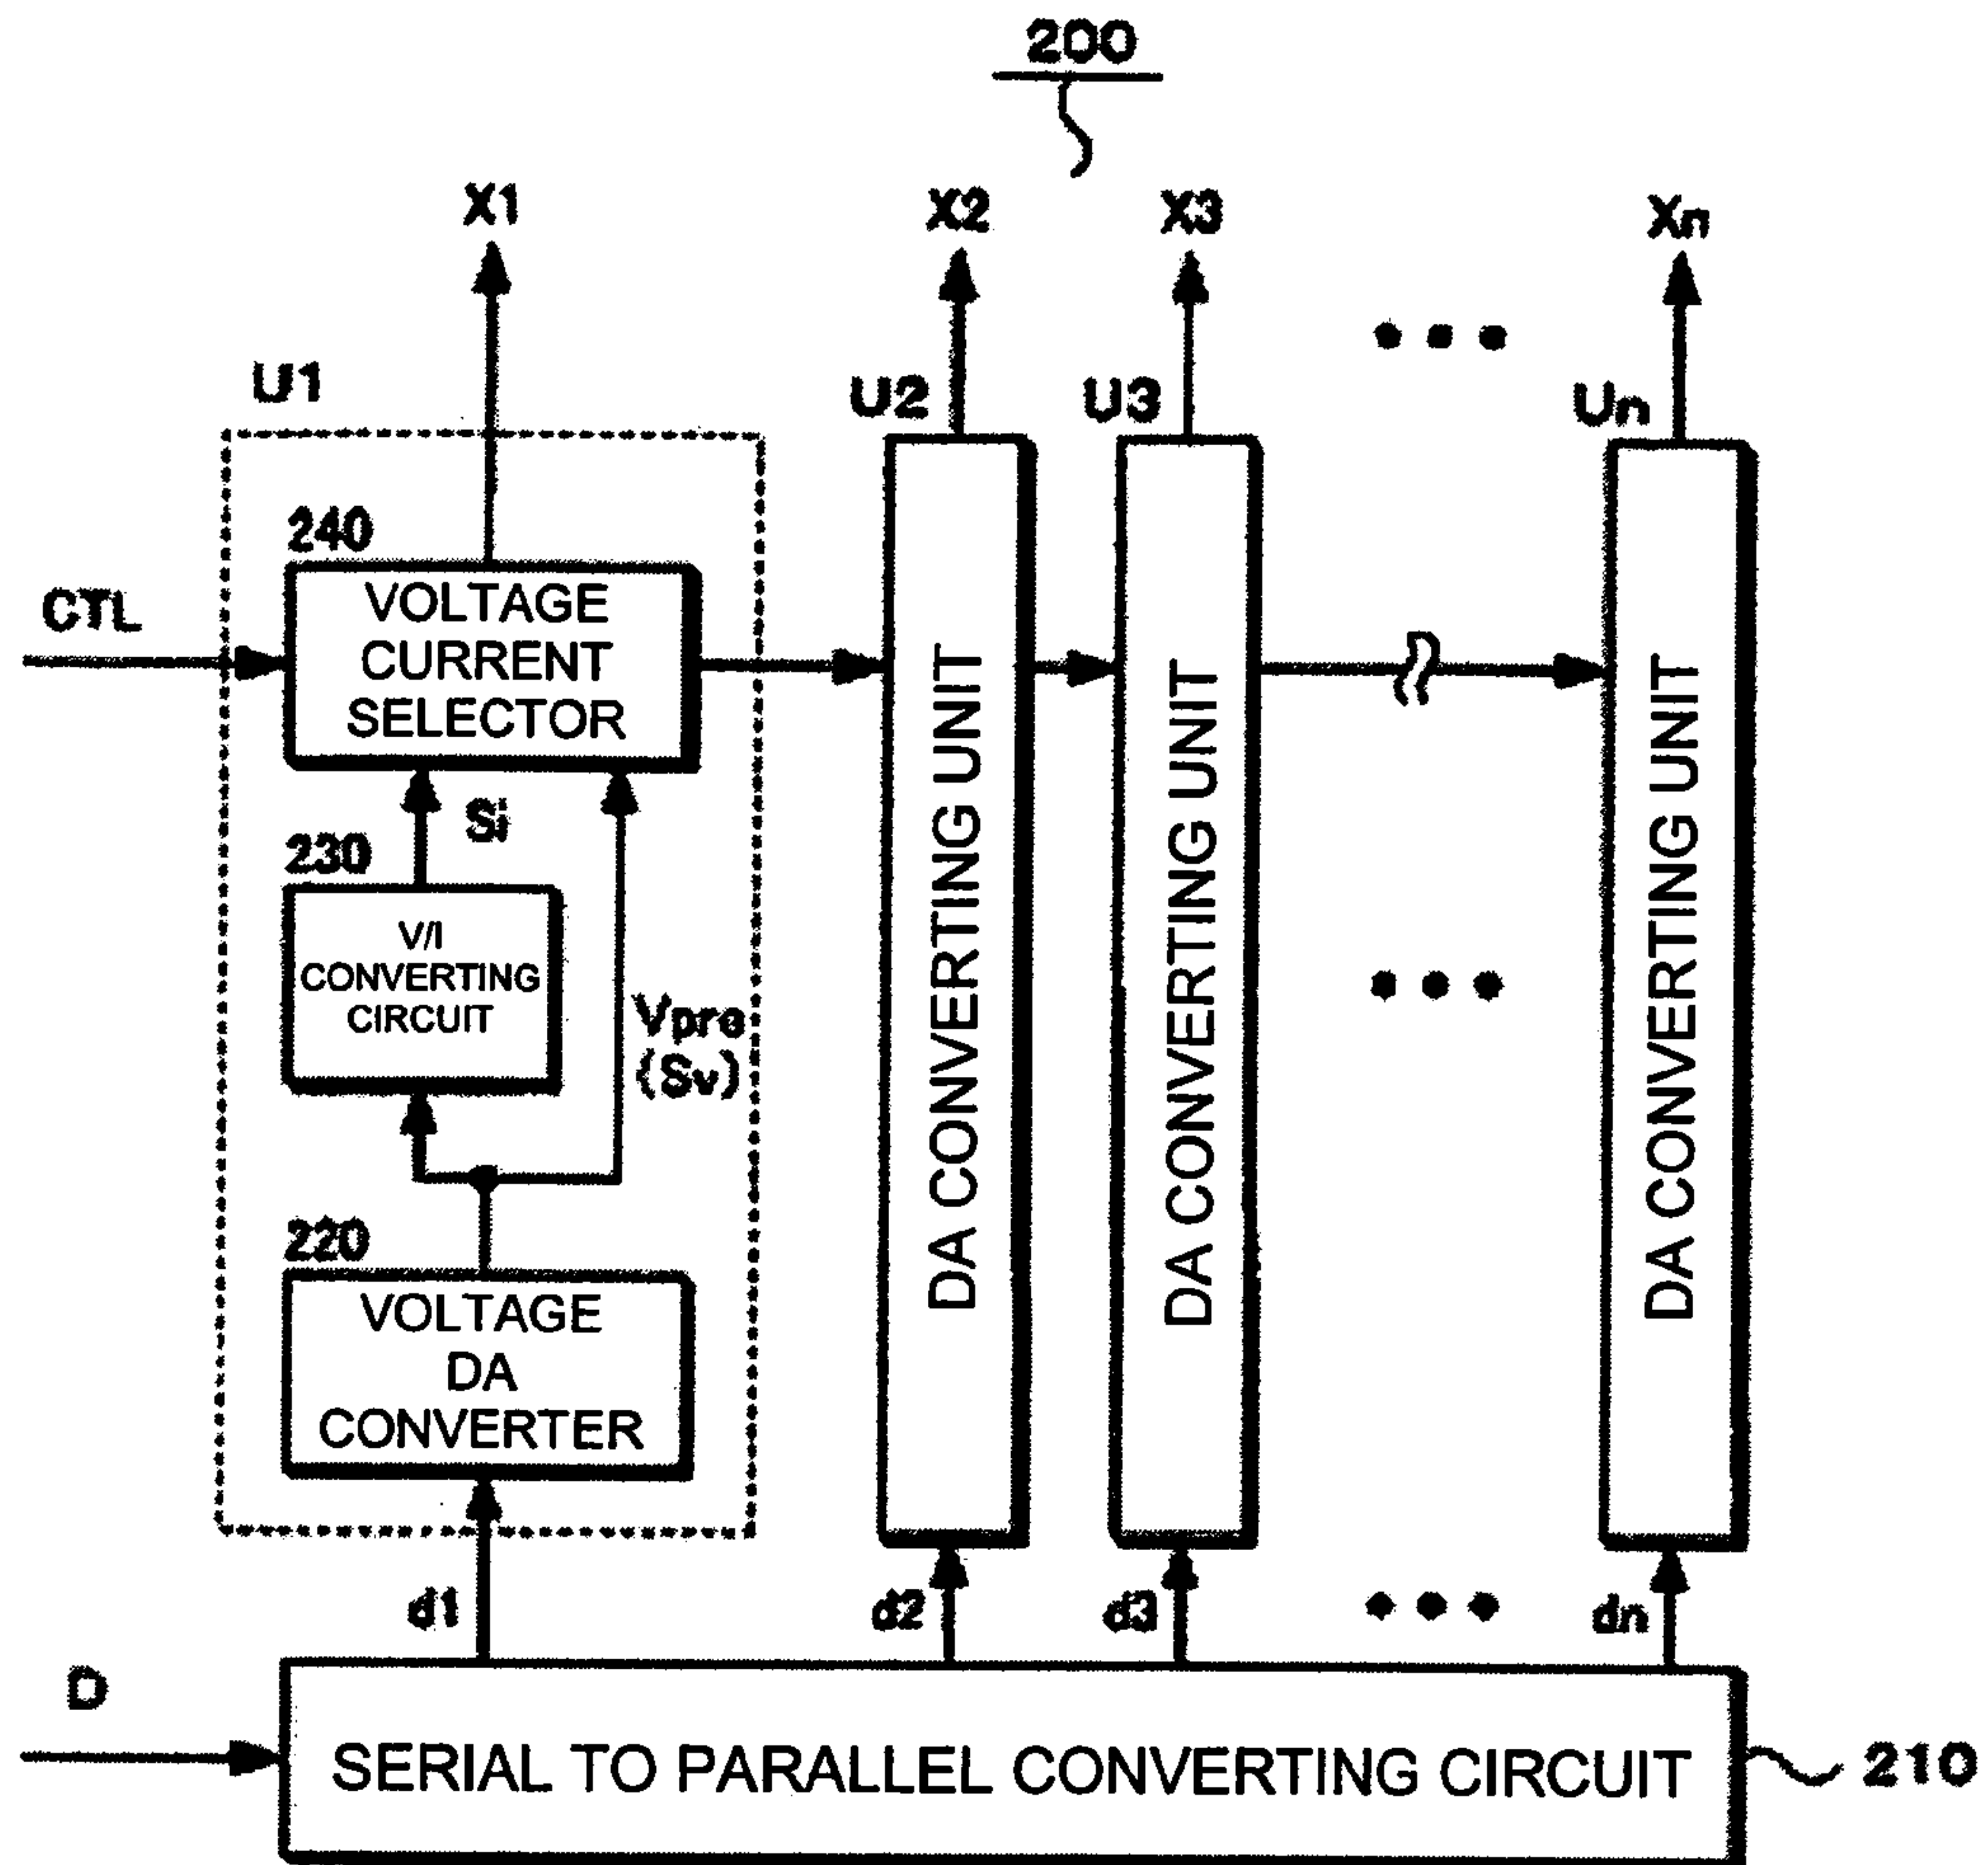 200
X1
X2
X3
Xn
U1
U2
U3
Un
240
CTL
VOLTAGE
CURRENT
SELECTOR
Si
230
V/I
CONVERTING
CIRCUIT
Vpre
(Sv)
220
VOLTAGE
DA
CONVERTER
DA CONVERTING UNIT
DA CONVERTING UNIT
DA CONVERTING UNIT
d1
d2
d3
dn
D
SERIAL TO PARALLEL CONVERTING CIRCUIT
210